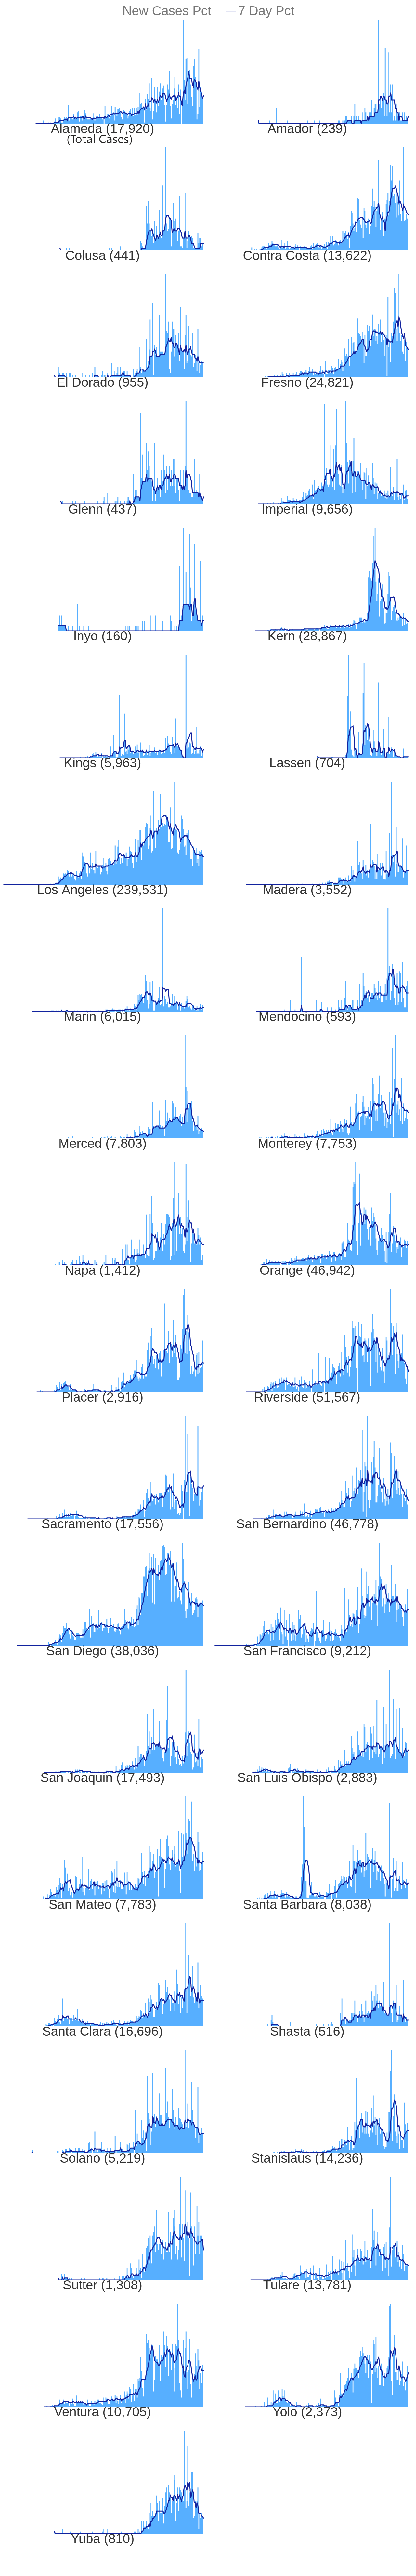 New Cases Pct 7 Day Pct
Alameda (17,920) Amador (239)
(Total Cases)
Colusa (441) Contra Costa (13,622)
El Dorado (955) Fresno (24,821)
Glenn (437) Imperial (9,656)
Inyo (160) Kern (28,867)
Kings (5,963) Lassen (704)
Los Angeles (239,531) Madera (3,552)
Marin (6,015) Mendocino (593)
Merced (7,803) Monterey (7,753)
Napa (1,412) Orange (46,942)
Placer (2,916) Riverside (51,567)
Sacramento (17,556) San Bernardino (46,778)
San Diego (38,036) San Francisco (9,212)
San Joaquin (17,493) San Luis Obispo (2,883)
San Mateo (7,783) Santa Barbara (8,038)
Santa Clara (16,696) Shasta (516)
Solano (5,219) Stanislaus (14,236)
Sutter (1,308) Tulare (13,781)
Ventura (10,705) Yolo (2,373)
Yuba (810)